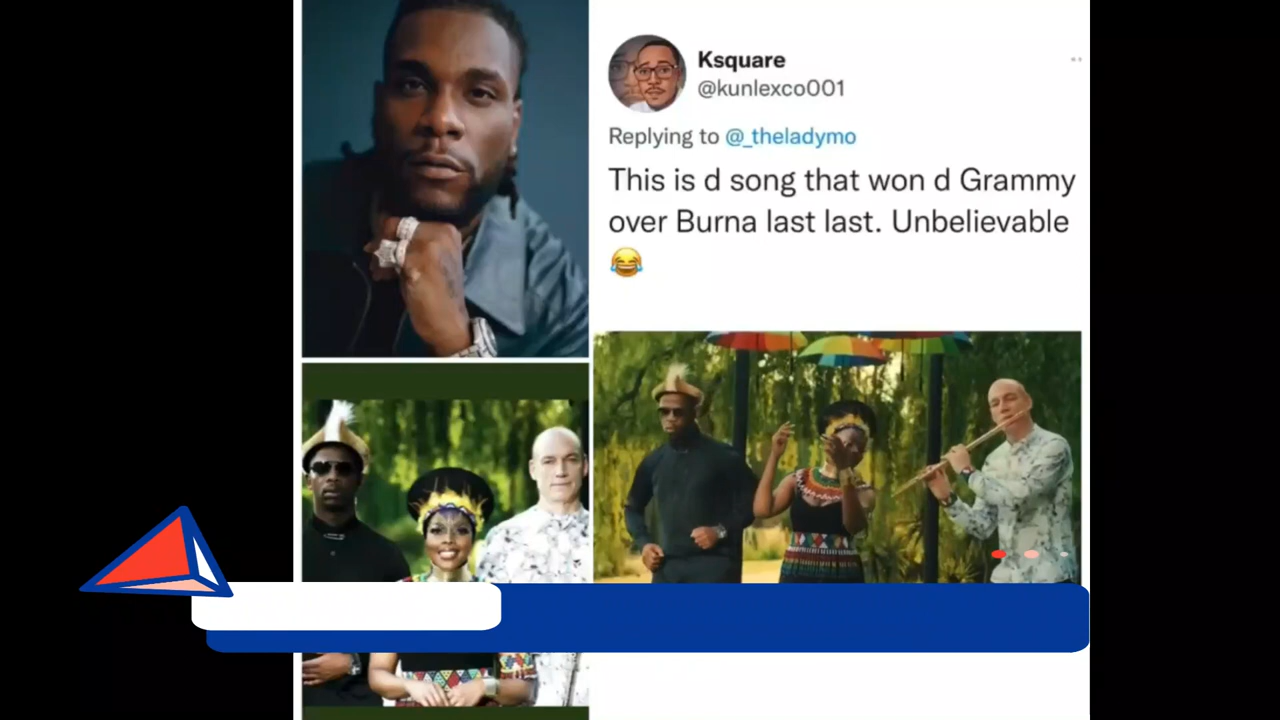 Ksquare
@kunlexco001
Replying to @_theladymo
This is d song that won d Grammy
over Burna last last. Unbelievable
😂